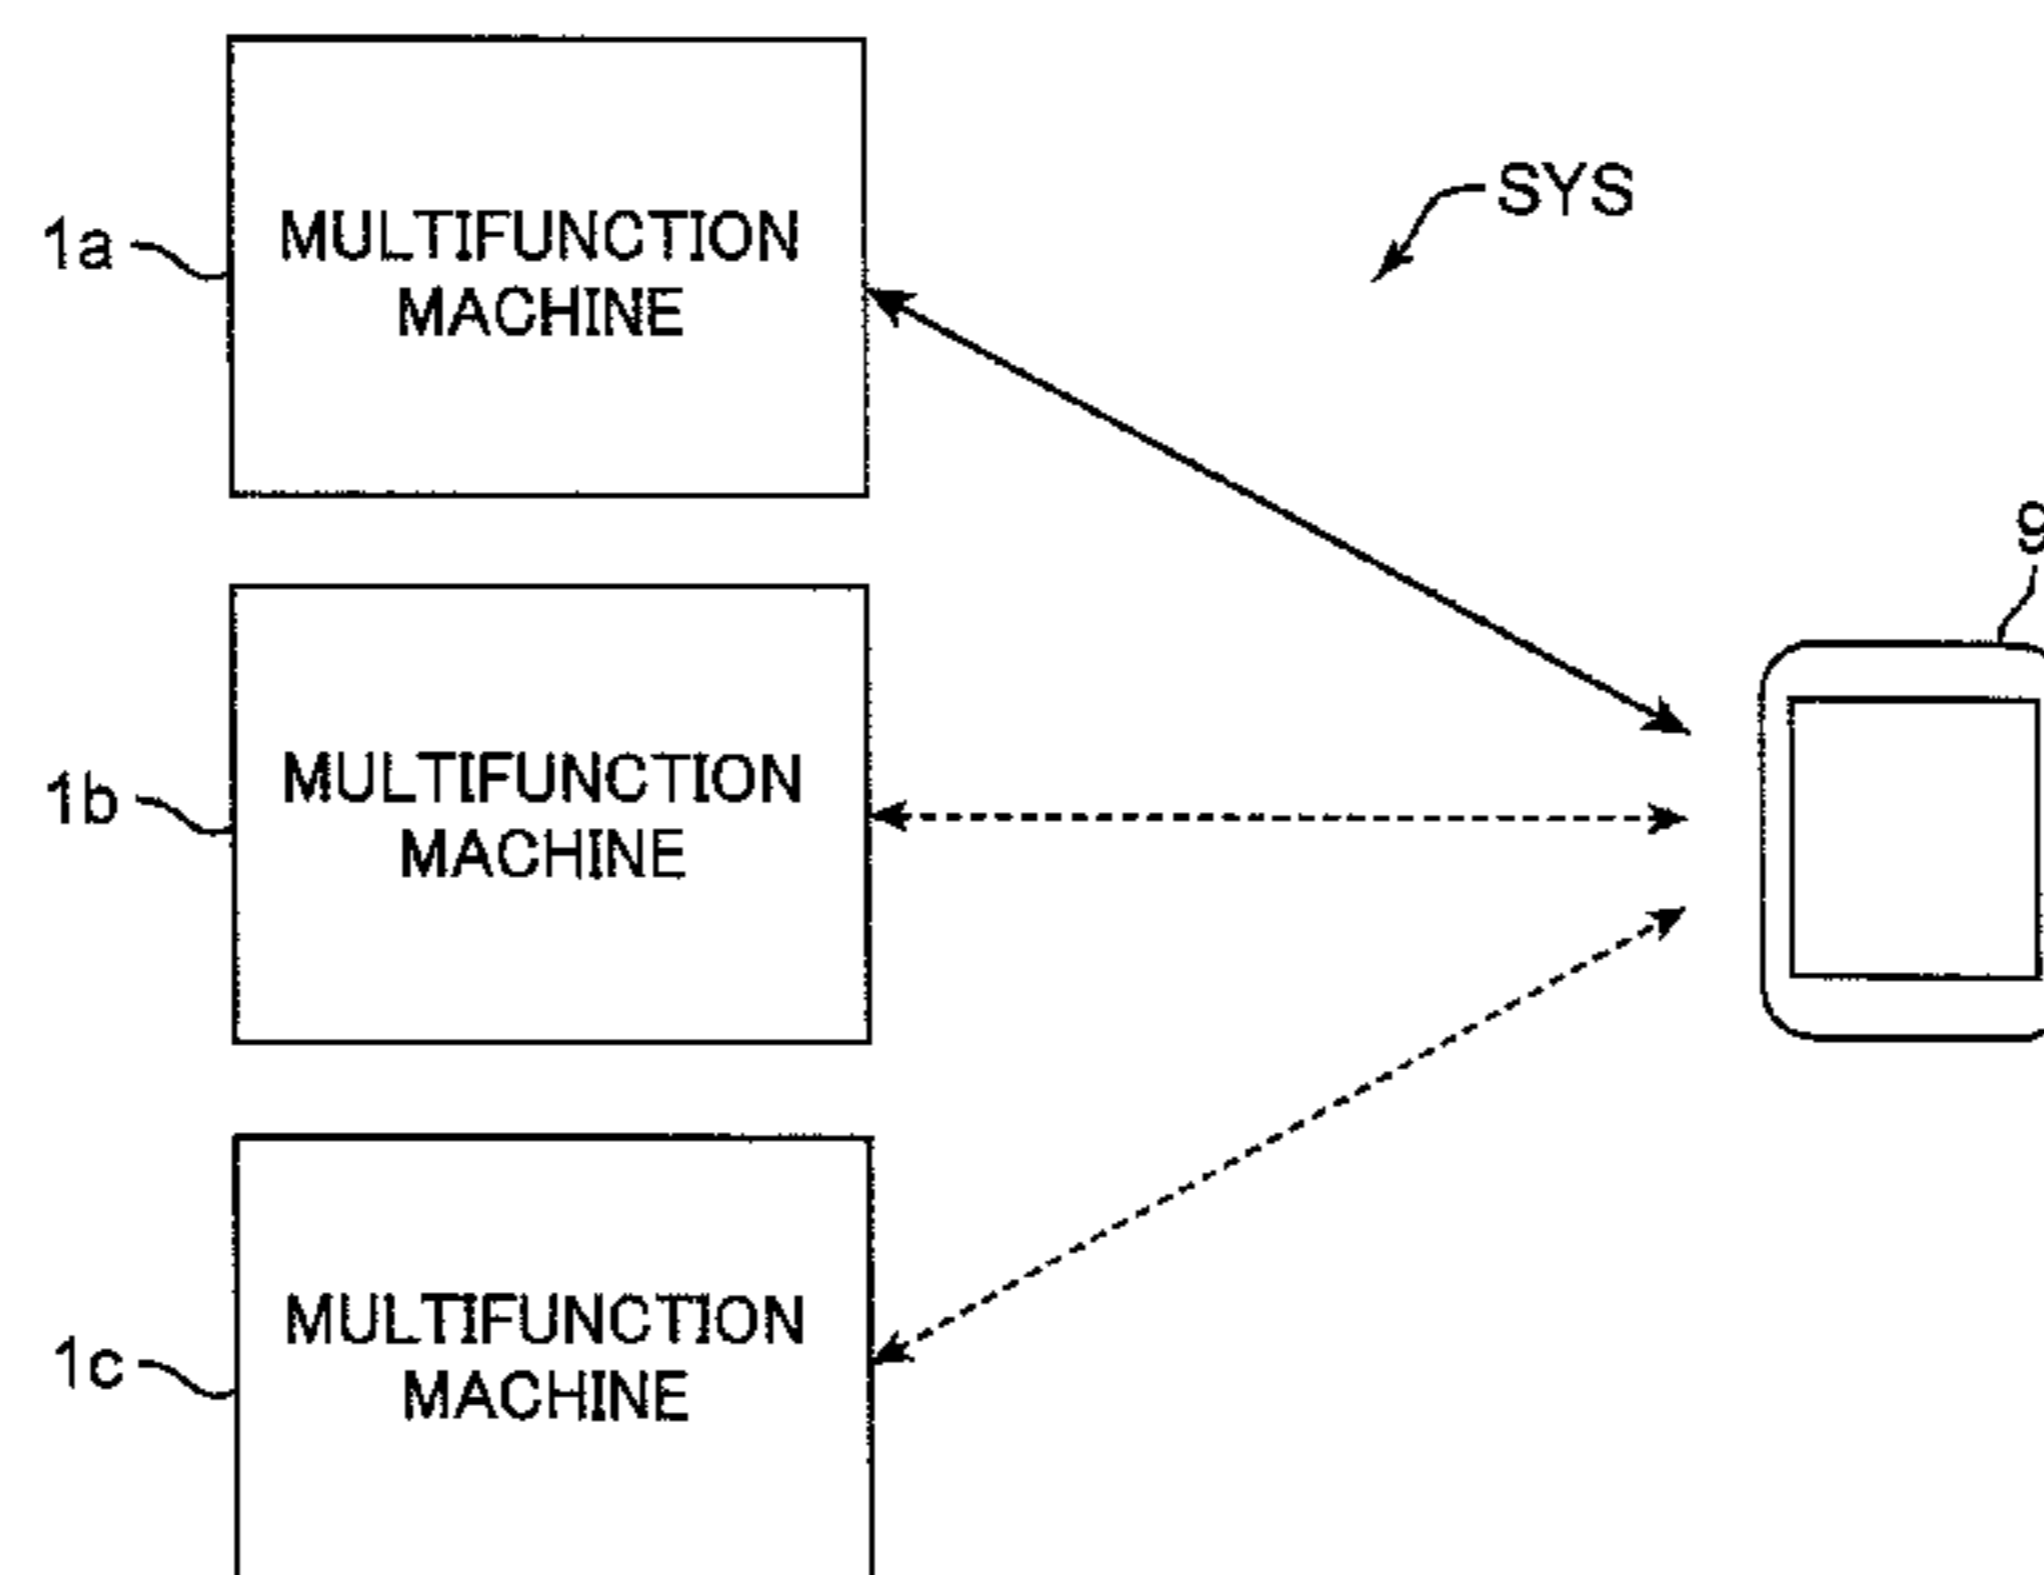 SYS
1a
MULTIFUNCTION
MACHINE
9
1b
MULTIFUNCTION
MACHINE
1c
MULTIFUNCTION
MACHINE